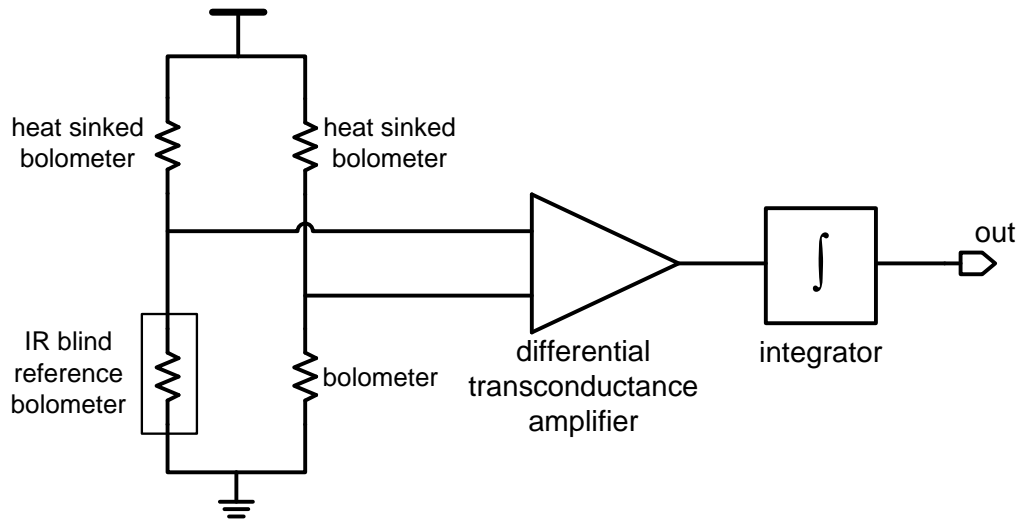 heat sinked
bolometer
heat sinked
bolometer
IR blind
reference
bolometer
bolometer
differential
transconductance
amplifier
∫
integrator
out